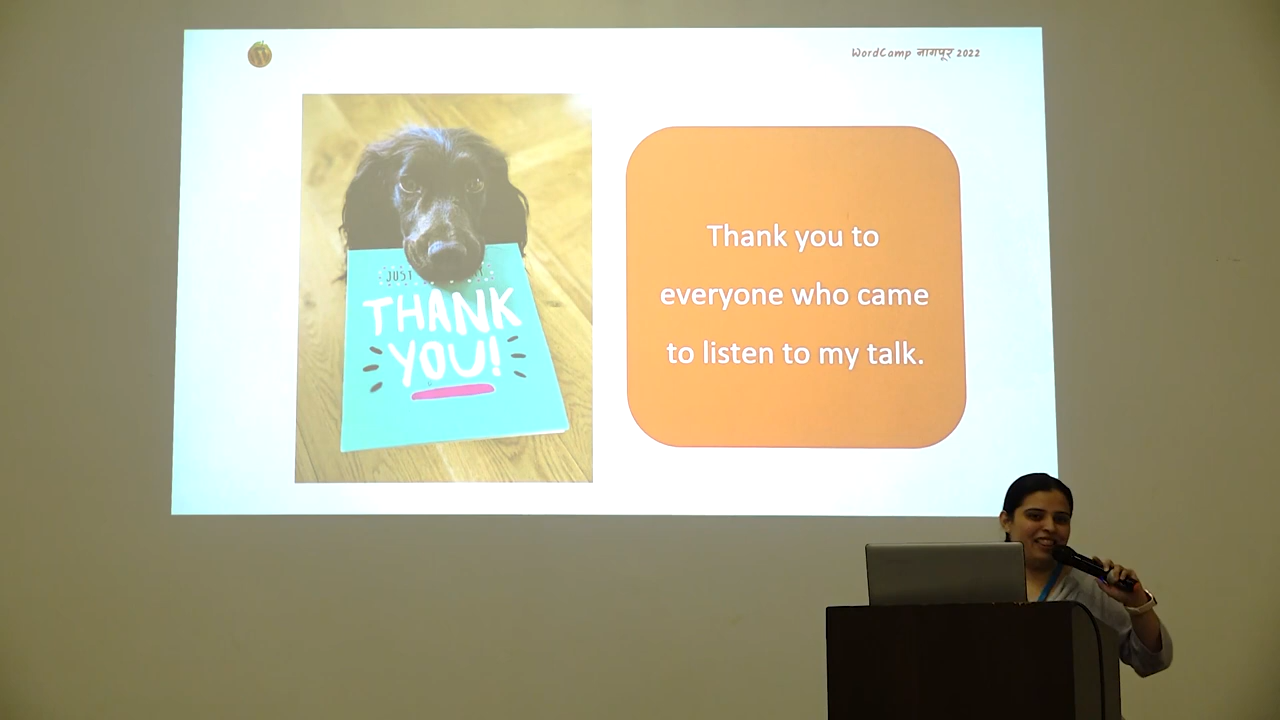 WordCamp नागपूर 2022
JUST
THANK
YOU!
Thank you to
everyone who came
to listen to my talk.